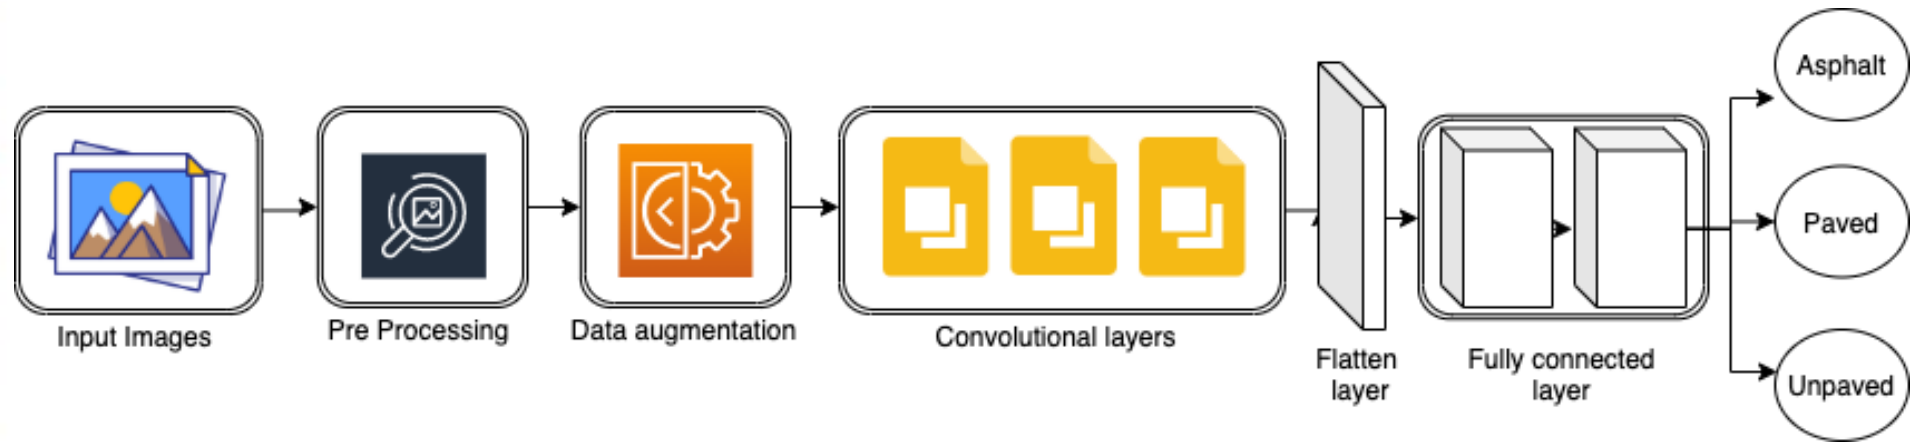 Input Images
Pre Processing
Data augmentation
Convolutional layers
Flatten
layer
Fully connected
layer
Asphalt
Paved
Unpaved